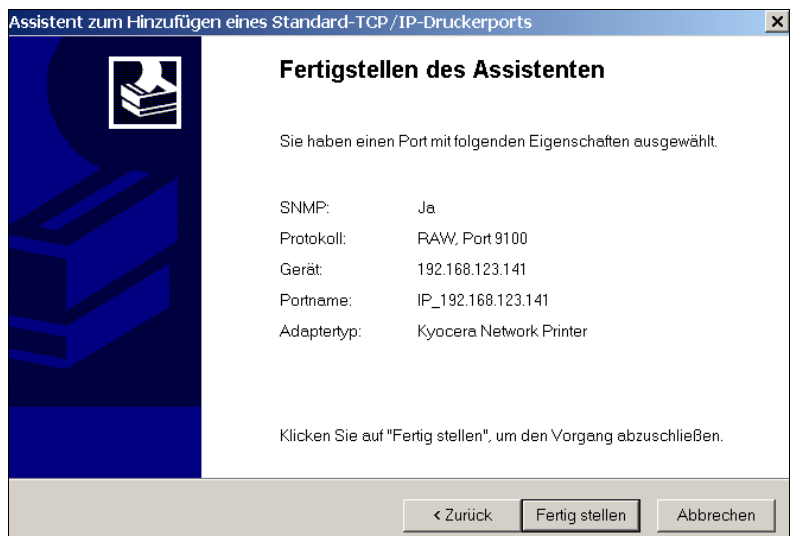 Assistent zum Hinzufügen eines Standard-TCP/IP-Druckerports
Fertigstellen des Assistenten
Sie haben einen Port mit folgenden Eigenschaften ausgewählt.
SNMP: Ja
Protokoll: RAW, Port 9100
Gerät: 192.168.123.141
Portname: IP_192.168.123.141
Adaptertyp: Kyocera Network Printer
Klicken Sie auf "Fertig stellen", um den Vorgang abzuschließen.
< Zurück Fertig stellen Abbrechen